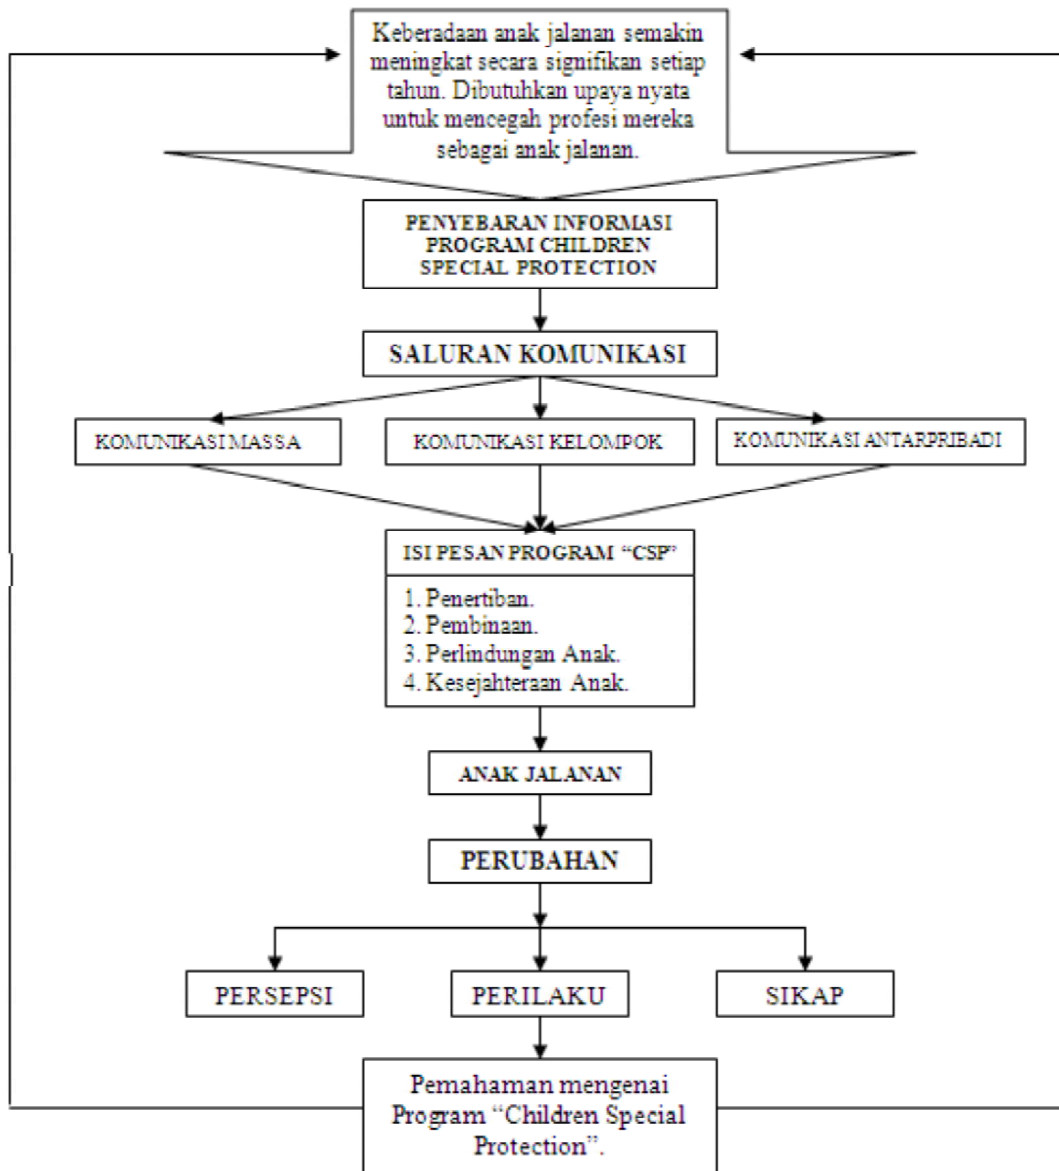 Keberadaan anak jalanan semakin
meningkat secara signifikan setiap
tahun. Dibutuhkan upaya nyata
untuk mencegah profesi mereka
sebagai anak jalanan.
PENYEBARAN INFORMASI
PROGRAM CHILDREN
SPECIAL PROTECTION
SALURAN KOMUNIKASI
KOMUNIKASI MASSA
KOMUNIKASI KELOMPOK
KOMUNIKASI ANTARPRIBADI
ISI PESAN PROGRAM “CSP”
1. Penertiban.
2. Pembinaan.
3. Perlindungan Anak.
4. Kesejahteraan Anak.
ANAK JALANAN
PERUBAHAN
PERSEPSI
PERILAKU
SIKAP
Pemahaman mengenai
Program “Children Special
Protection”.